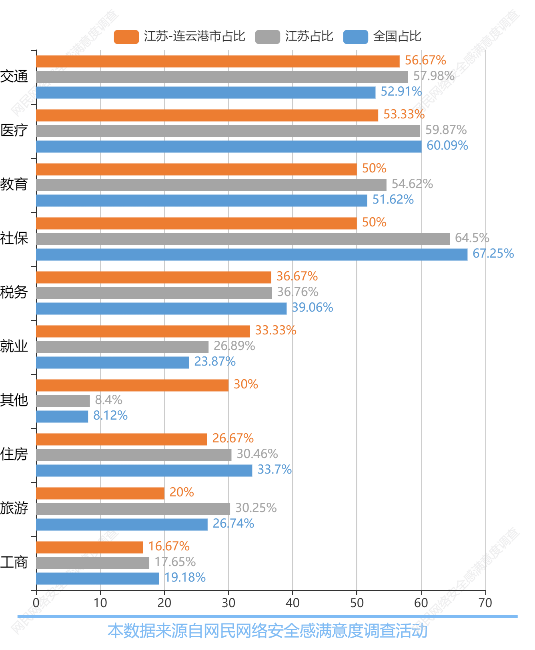 江苏-连云港市占比 江苏占比 全国占比
交通 56.67%
57.98%
52.91%
医疗 53.33%
59.87%
60.09%
教育 50%
54.62%
51.62%
社保 50%
64.5%
67.25%
税务 36.67%
36.76%
39.06%
就业 33.33%
26.89%
23.87%
其他 30%
8.4%
8.12%
住房 26.67%
30.46%
33.7%
旅游 20%
30.25%
26.74%
工商 16.67%
17.65%
19.18%
0 10 20 30 40 50 60 70
本数据来源自网民网络安全感满意度调查活动